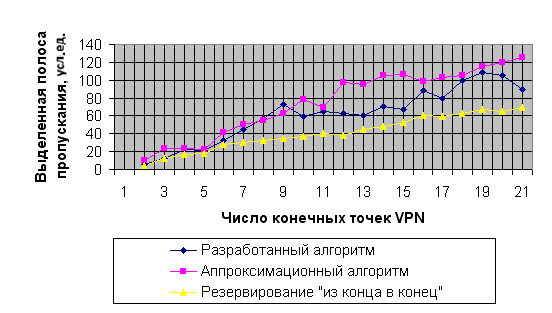 Выделенная полоса
пропускания, усл.ед.
140
120
100
80
60
40
20
0
1 3 5 7 9 11 13 15 17 19 21
Число конечных точек VPN
Разработанный алгоритм
Аппроксимационный алгоритм
Резервирование "из конца в конец"